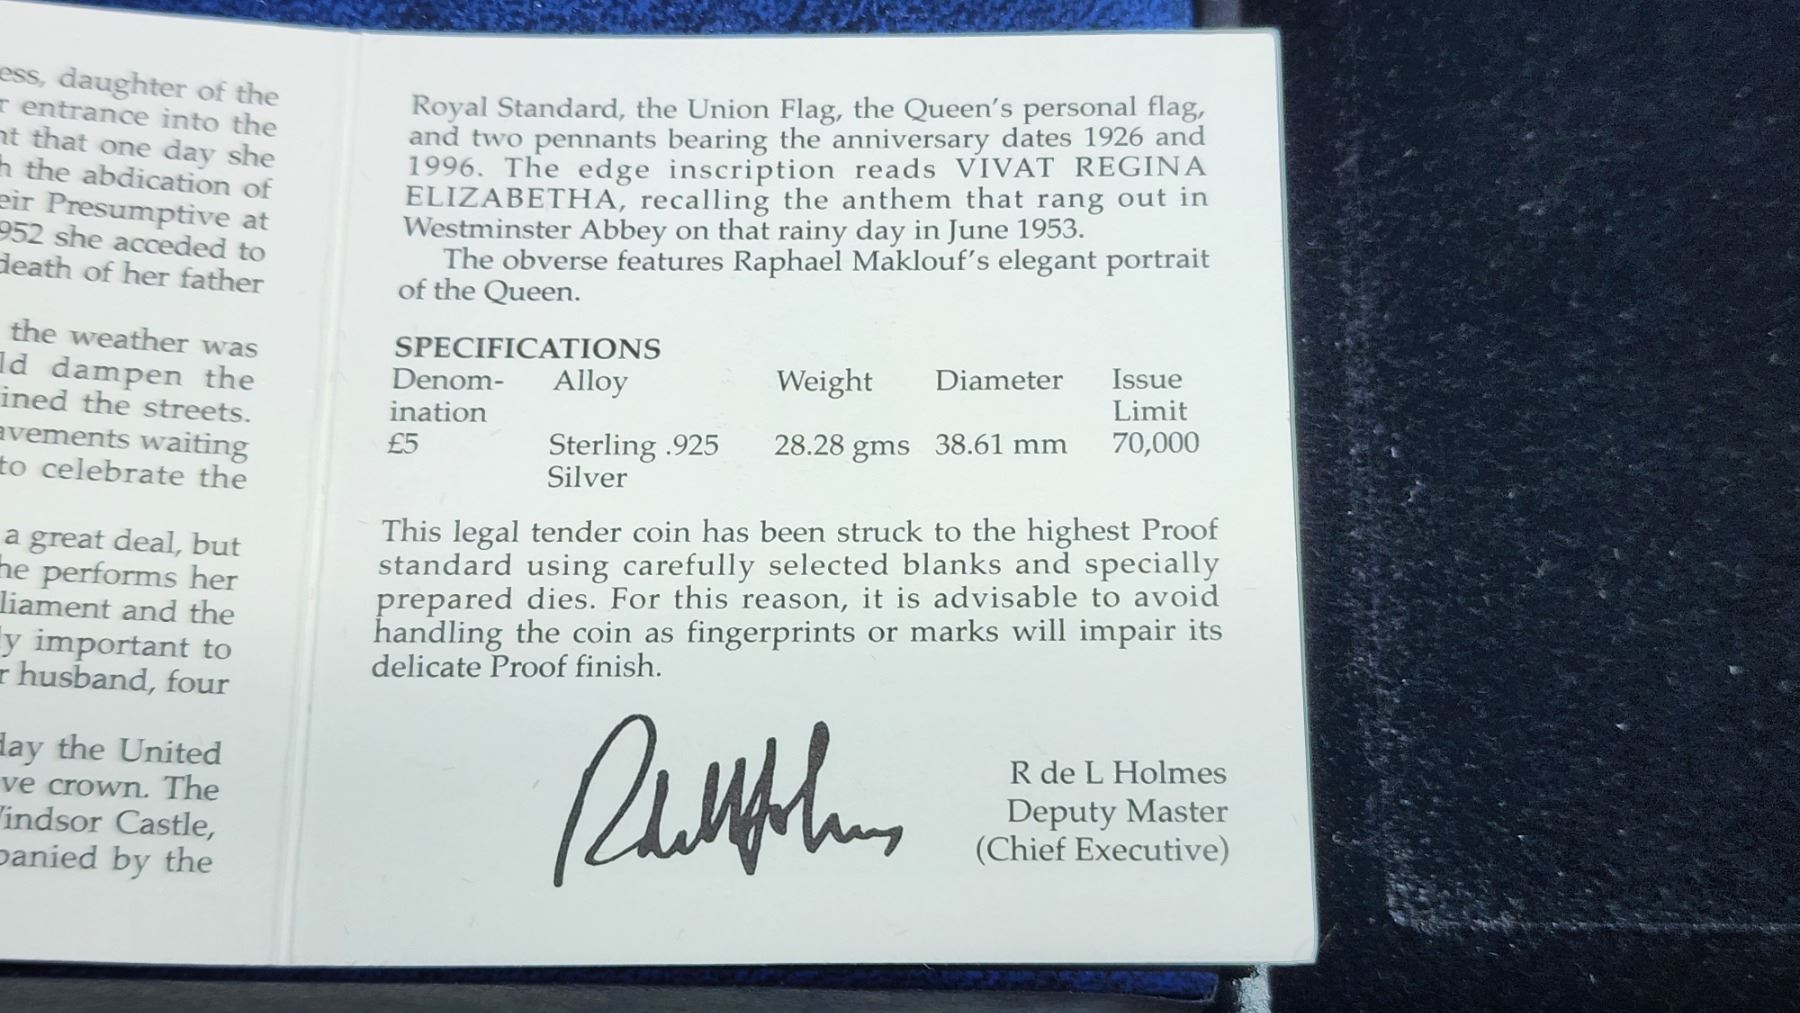 ess, daughter of the
r entrance into the
nt that one day she
h the abdication of
eir Presumptive at
952 she acceded to
death of her father
the weather was
ld dampen the
ined the streets.
avements waiting
to celebrate the
a great deal, but
he performs her
liament and the
y important to
r husband, four
day the United
ve crown. The
Windsor Castle,
panied by the
Royal Standard, the Union Flag, the Queen's personal flag,
and two pennants bearing the anniversary dates 1926 and
1996. The edge inscription reads VIVAT REGINA
ELIZABETHA, recalling the anthem that rang out in
Westminster Abbey on that rainy day in June 1953.
The obverse features Raphael Maklouf's elegant portrait
of the Queen.
SPECIFICATIONS
Denom- Alloy Weight Diameter Issue
ination Limit
£5 Sterling .925 28.28 gms 38.61 mm 70,000
Silver
This legal tender coin has been struck to the highest Proof
standard using carefully selected blanks and specially
prepared dies. For this reason, it is advisable to avoid
handling the coin as fingerprints or marks will impair its
delicate Proof finish.
R de L Holmes
Deputy Master
(Chief Executive)